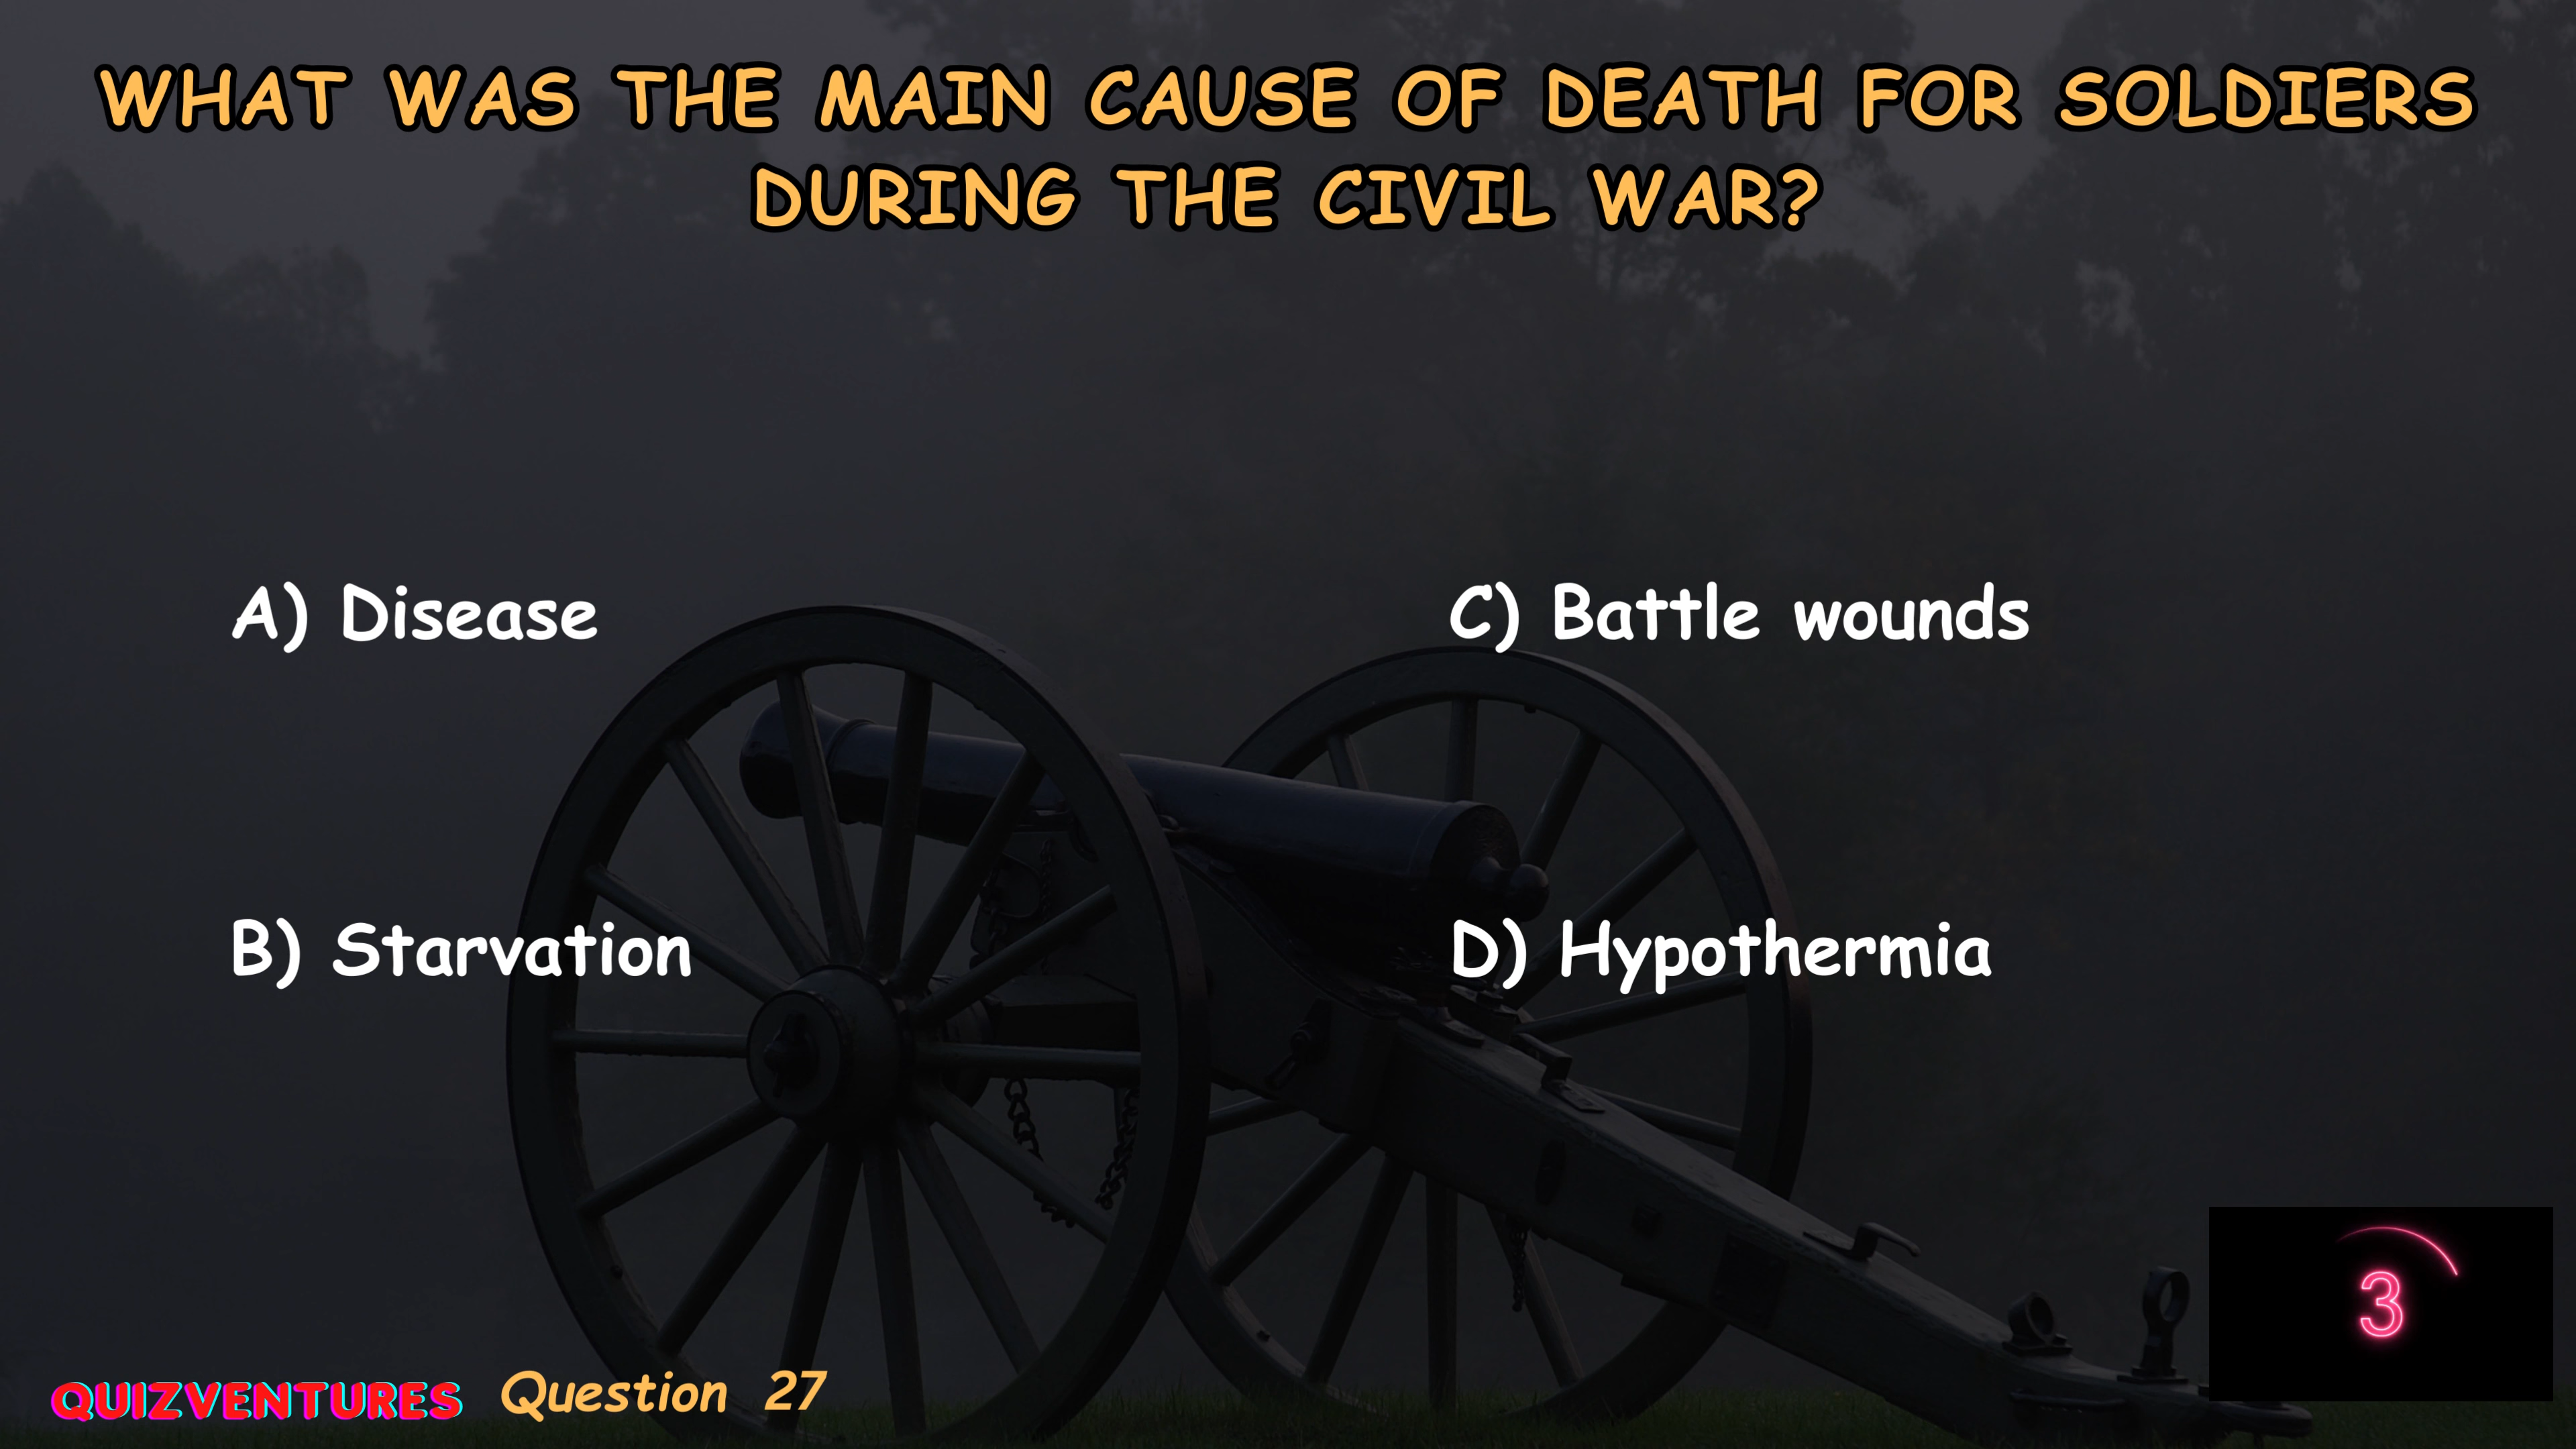 WHAT WAS THE MAIN CAUSE OF DEATH FOR SOLDIERS
DURING THE CIVIL WAR?
A) Disease
B) Starvation
C) Battle wounds
D) Hypothermia
3
QUIZVENTURES
Question 27